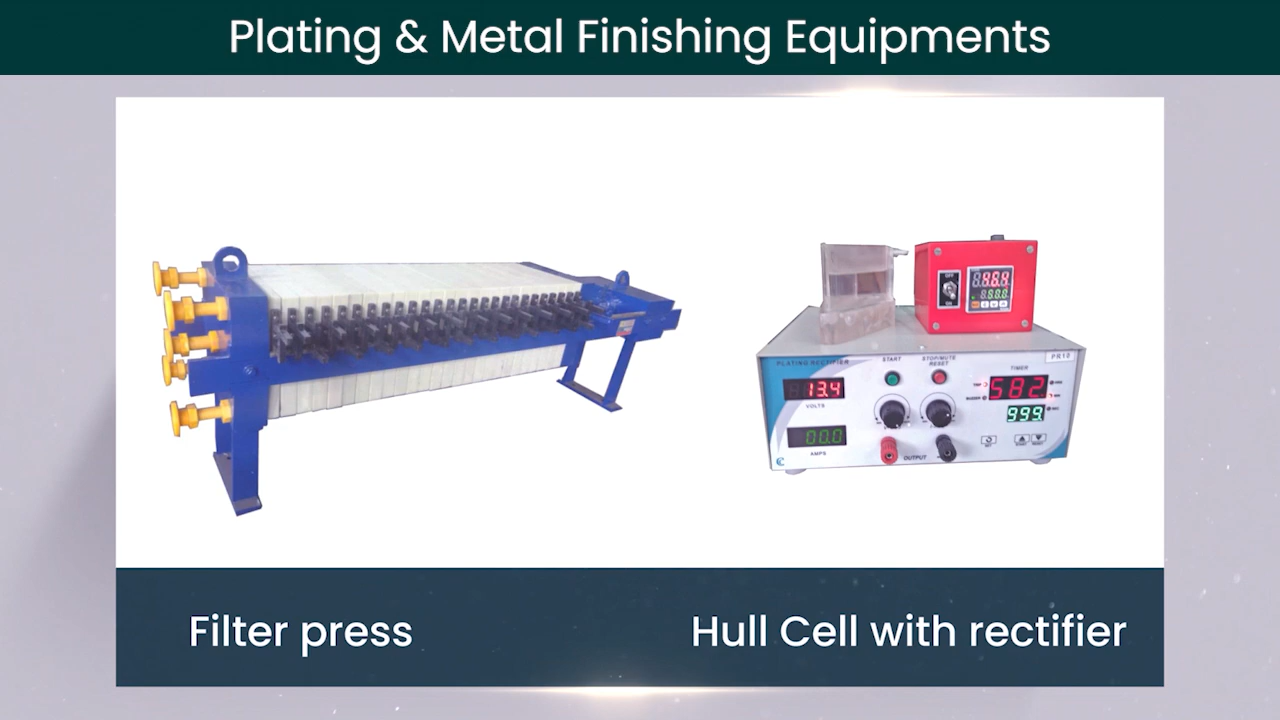 Plating & Metal Finishing Equipments
PLATING RECTIFIER
START
STOP/MUTE
RESET
PR10
TIMER
13.4
VOLTS
582
999
00.0
AMPS
OUTPUT
Filter press
Hull Cell with rectifier